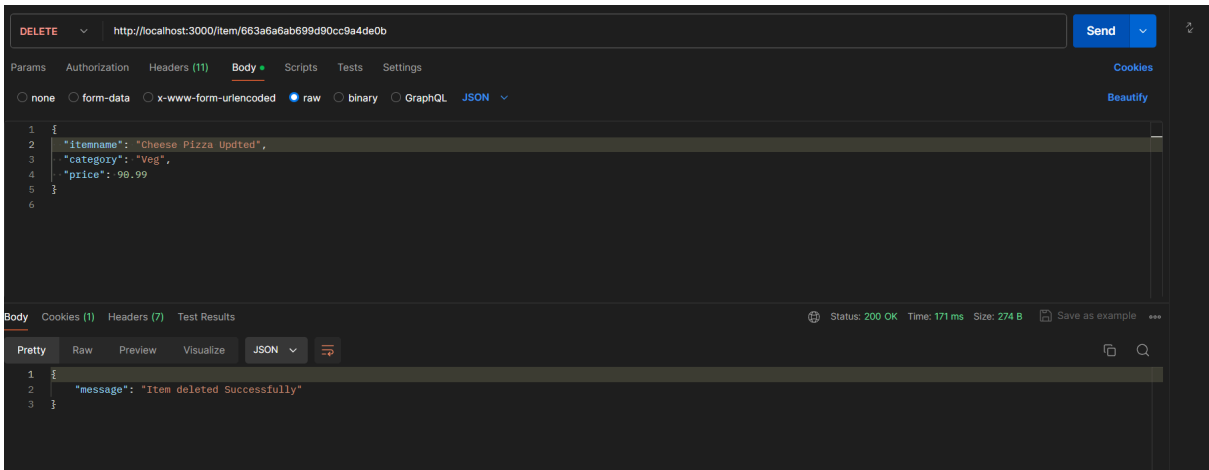 DELETE http://localhost:3000/item/663a6a6ab699d90cc9a4de0b Send
Params Authorization Headers (11) Body Scripts Tests Settings Cookies
none form-data x-www-form-urlencoded raw binary GraphQL JSON Beautify
1 {
2 "itemname": "Cheese Pizza Updted",
3 "category": "Veg",
4 "price": 90.99
5 }
6
Body Cookies (1) Headers (7) Test Results Status: 200 OK Time: 171 ms Size: 274 B Save as example
Pretty Raw Preview Visualize JSON
1 {
2 "message": "Item deleted Successfully"
3 }